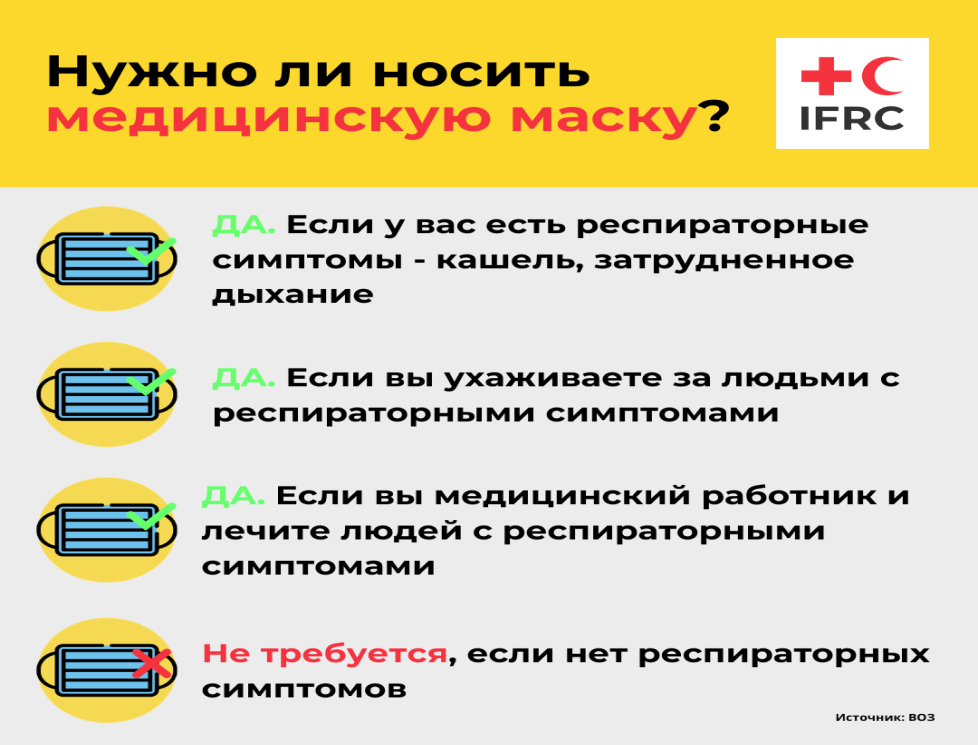 Нужно ли носить
медицинскую маску?
IFRC
ДА. Если у вас есть респираторные
симптомы - кашель, затрудненное
дыхание
ДА. Если вы ухаживаете за людьми с
респираторными симптомами
ДА. Если вы медицинский работник и
лечите людей с респираторными
симптомами
Не требуется, если нет респираторных
симптомов
Источник: ВОЗ